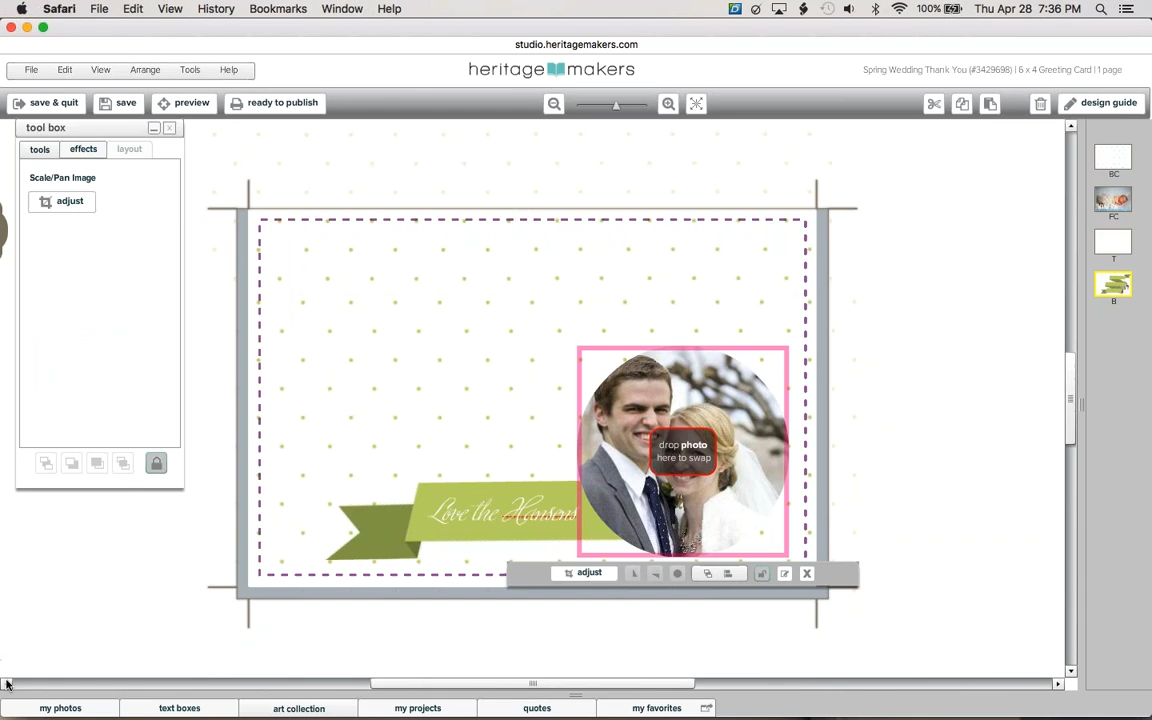 Safari File Edit View History Bookmarks Window Help 100% Thu Apr 28 7:36 PM
studio.heritagemakers.com
File Edit View Arrange Tools Help heritage makers Spring Wedding Thank You (#3429698) | 6 x 4 Greeting Card | 1 page
save & quit save preview ready to publish design guide
tool box
tools effects layout
Scale/Pan Image
adjust
BC
FC
T
B
drop photo
here to swap
Love the Hansons
adjust
my photos text boxes art collection my projects quotes my favorites